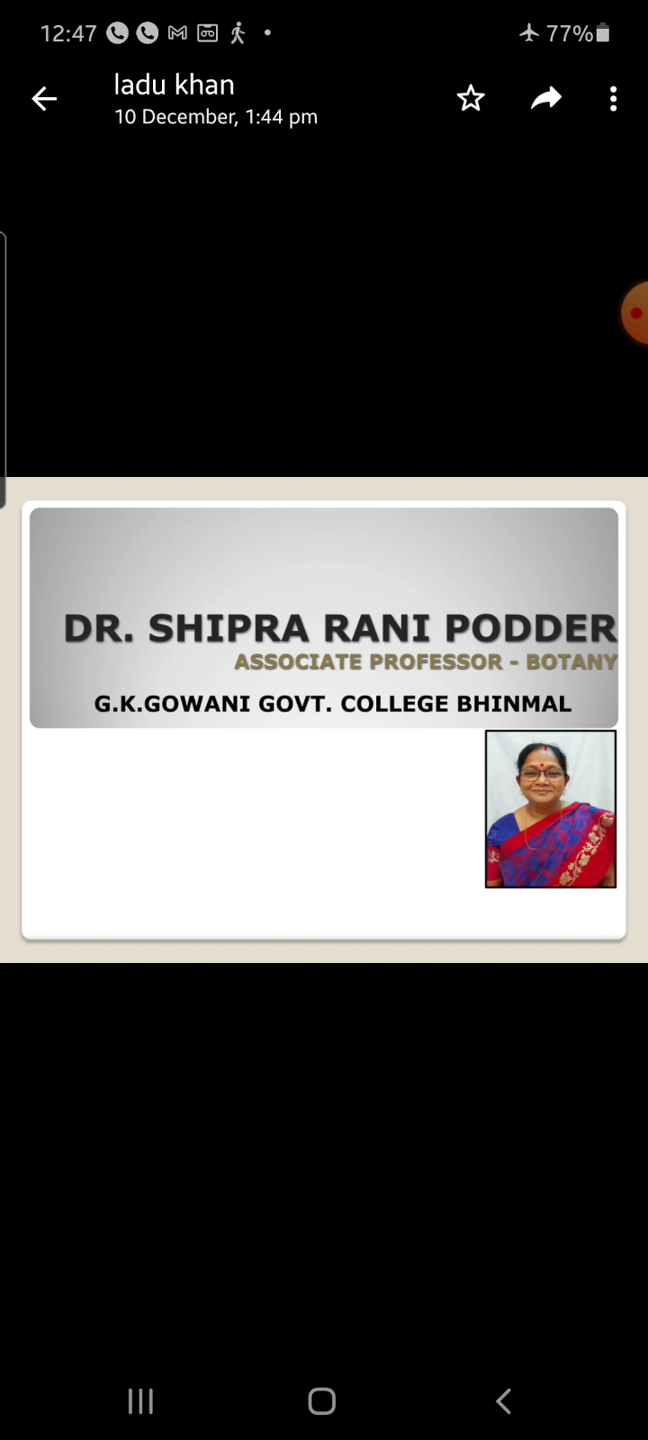 12:47
77%
ladu khan
10 December, 1:44 pm
DR. SHIPRA RANI PODDER
ASSOCIATE PROFESSOR - BOTANY
G.K.GOWANI GOVT. COLLEGE BHINMAL